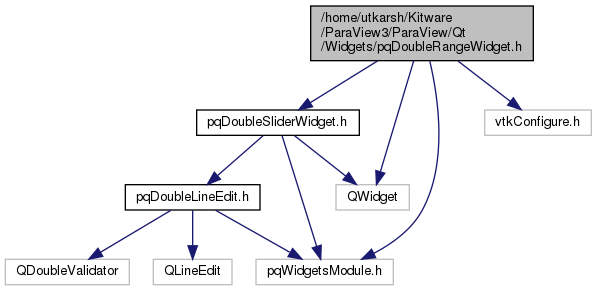 /home/utkarsh/Kitware
/ParaView3/ParaView/Qt
/Widgets/pqDoubleRangeWidget.h
pqDoubleSliderWidget.h
vtkConfigure.h
pqDoubleLineEdit.h
QWidget
QDoubleValidator
QLineEdit
pqWidgetsModule.h